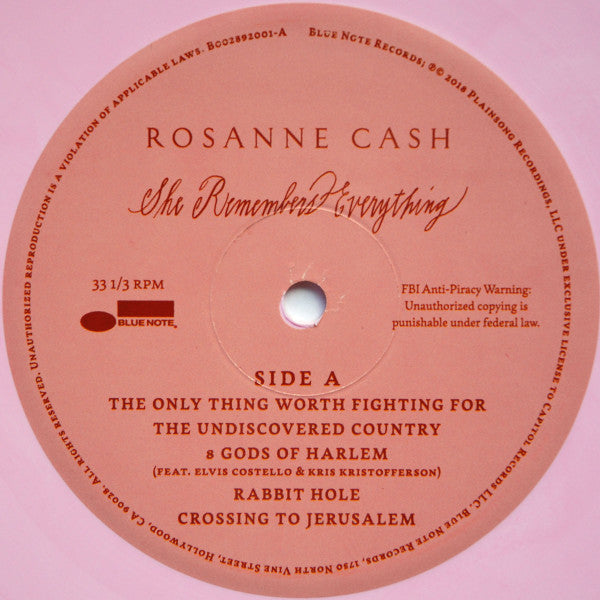 ROSANNE CASH
She Remembers Everything
33 1/3 RPM
BLUE NOTE
FBI Anti-Piracy Warning:
Unauthorized copying is
punishable under federal law.
SIDE A
THE ONLY THING WORTH FIGHTING FOR
THE UNDISCOVERED COUNTRY
8 GODS OF HARLEM
(FEAT. ELVIS COSTELLO & KRIS KRISTOFFERSON)
RABBIT HOLE
CROSSING TO JERUSALEM
BLUE NOTE RECORDS; ℗© 2018 PLAINSONG RECORDINGS, LLC UNDER EXCLUSIVE LICENSE TO CAPITOL RECORDS LLC. BLUE NOTE RECORDS, 1750 NORTH VINE STREET, HOLLYWOOD, CA 90028. ALL RIGHTS RESERVED. UNAUTHORIZED REPRODUCTION IS A VIOLATION OF APPLICABLE LAWS. B002892001-A